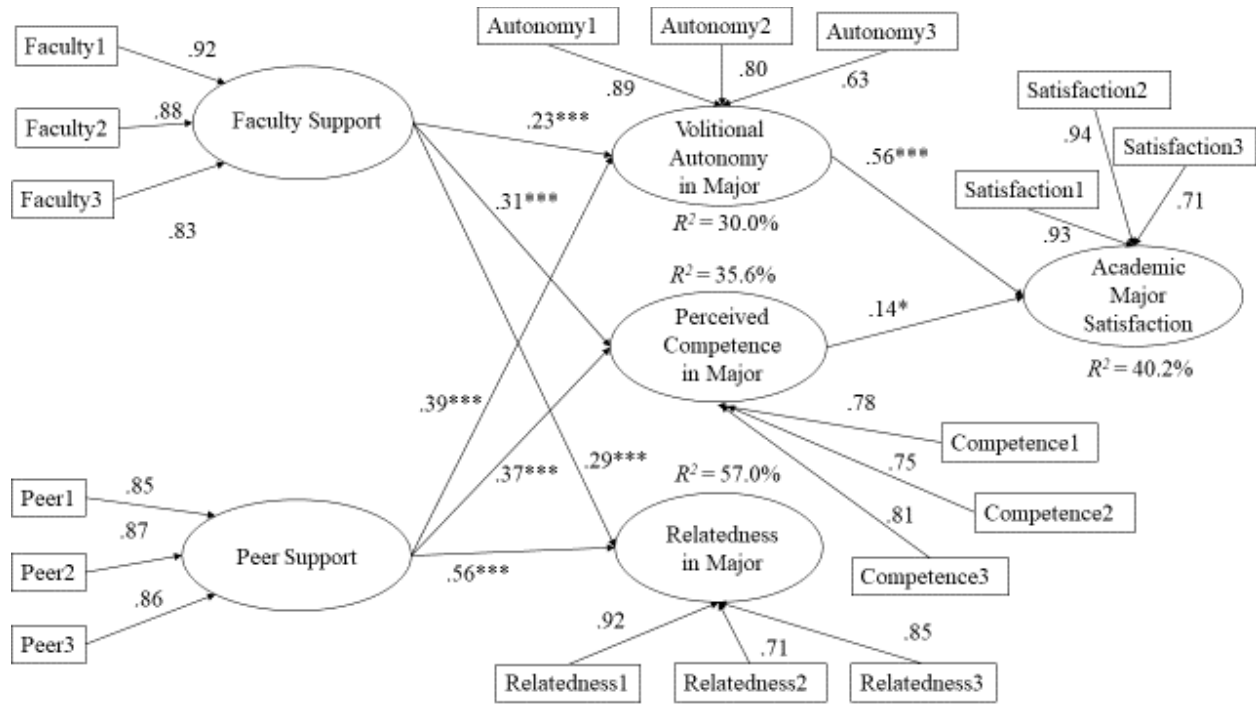 Faculty1
.92
Faculty2
.88
Faculty3
.83
Faculty Support
Autonomy1
Autonomy2
Autonomy3
.89
.80
.63
.23***
Volitional
Autonomy
in Major
R² = 30.0%
.31***
R² = 35.6%
Perceived
Competence
in Major
.56***
.14*
Satisfaction2
.94
Satisfaction3
Satisfaction1
.93
.71
Academic
Major
Satisfaction
R² = 40.2%
.39***
.37***
.29***
.78
Competence1
.75
Competence2
.81
Competence3
Peer1
.85
.87
Peer2
.86
Peer3
Peer Support
.56***
R² = 57.0%
Relatedness
in Major
.92
.71
.85
Relatedness1
Relatedness2
Relatedness3